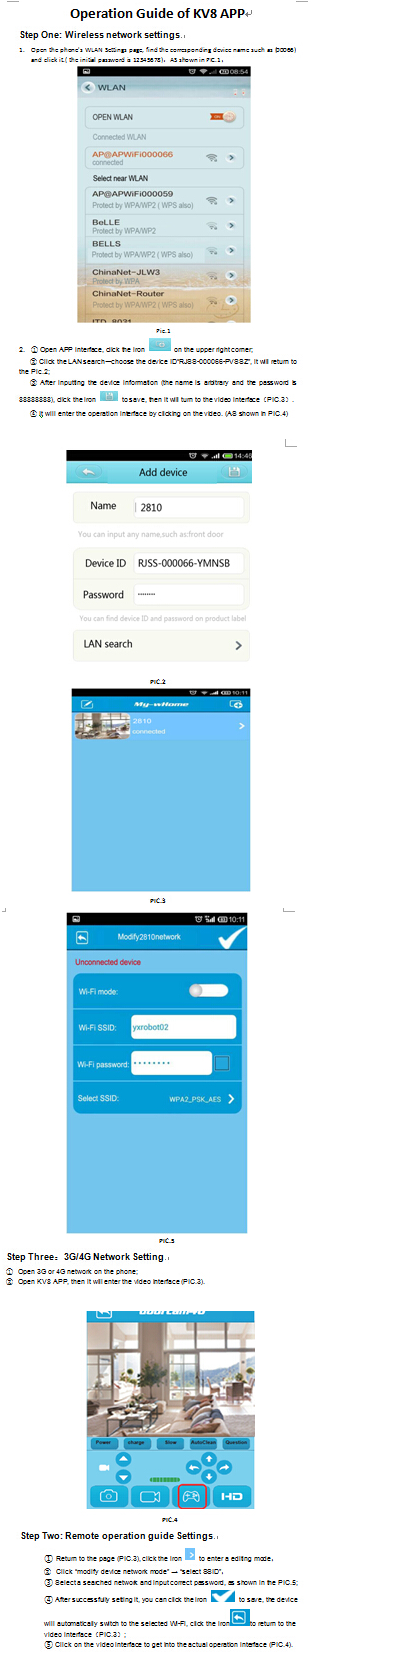 Operation Guide of KV8 APP
Step One: Wireless network settings.
1. Open the phone's WLAN Settings page, find the corresponding device name such as (00066)
and click it.( the initial password is 12345678), AS shown in PIC.1.
08:54
WLAN
OPEN WLAN
ON
Connected WLAN
AP@APWiFi000066
connected
Select near WLAN
AP@APWiFi000059
Protect by WPA/WP2 ( WPS also)
BeLLE
Protect by WPA/WP2
BELLS
Protect by WPA/WP2 ( WPS also)
ChinaNet-JLW3
Protect by WPA
ChinaNet-Router
Protect by WPA/WP2 ( WPS also)
ITD-8031
Pic.1
2. ① Open APP interface, click the iron on the upper right corner;
② Click the LAN search—choose the device ID"RJSS-000066-PVSSZ", it will return to
the Pic.2;
③ After inputting the device information (the name is arbitrary and the password is
88888888), click the iron to save, then it will turn to the video interface (PIC.3).
④ It will enter the operation interface by clicking on the video. (AS shown in PIC.4)
14:46
Add device
Name 2810
You can input any name,such as:front door
Device ID RJSS-000066-YMNSB
Password ········
You can find device ID and password on product label
LAN search
PIC.2
10:11
My-wHome
2810
connected
PIC.3
10:11
Modify2810network
Unconnected device
Wi-Fi mode:
Wi-Fi SSID: yxrobot02
Wi-Fi password: ········
Select SSID: WPA2_PSK_AES
PIC.5
Step Three: 3G/4G Network Setting.
① Open 3G or 4G network on the phone;
② Open KV8 APP, then it will enter the video interface (PIC.3).
Power charge Slow AutoClean Question
HD
PIC.4
Step Two: Remote operation guide Settings.
① Return to the page (PIC.3), click the iron to enter a editing mode.
② Click "modify device network mode" → "select SSID".
③ Select a searched network and input correct password, as shown in the PIC.5;
④ After successfully setting it, you can click the iron to save, the device
will automatically switch to the selected Wi-Fi, click the iron to return to the
video interface (PIC.3);
⑤ Click on the video interface to get into the actual operation interface (PIC.4).